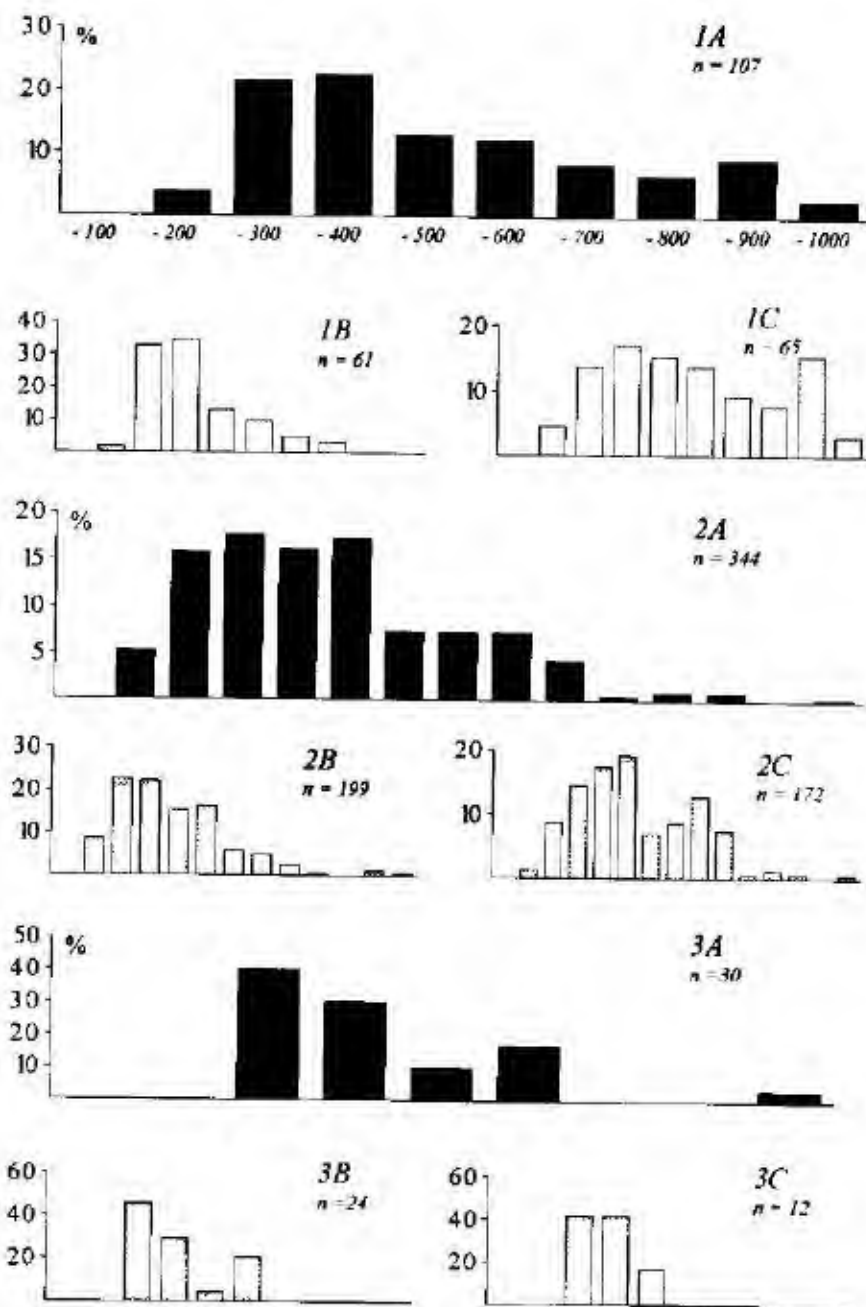 30 % 1A
n = 107
20
10
- 100 - 200 - 300 - 400 - 500 - 600 - 700 - 800 - 900 - 1000
40 1B
30 n = 61
20
10
20 1C
n = 65
10
20 % 2A
n = 344
15
10
5
30 2B
20 n = 199
10
20 2C
n = 172
10
50 % 3A
40 n = 30
30
20
10
60 3B
n = 24
40
20
60 3C
n = 12
40
20